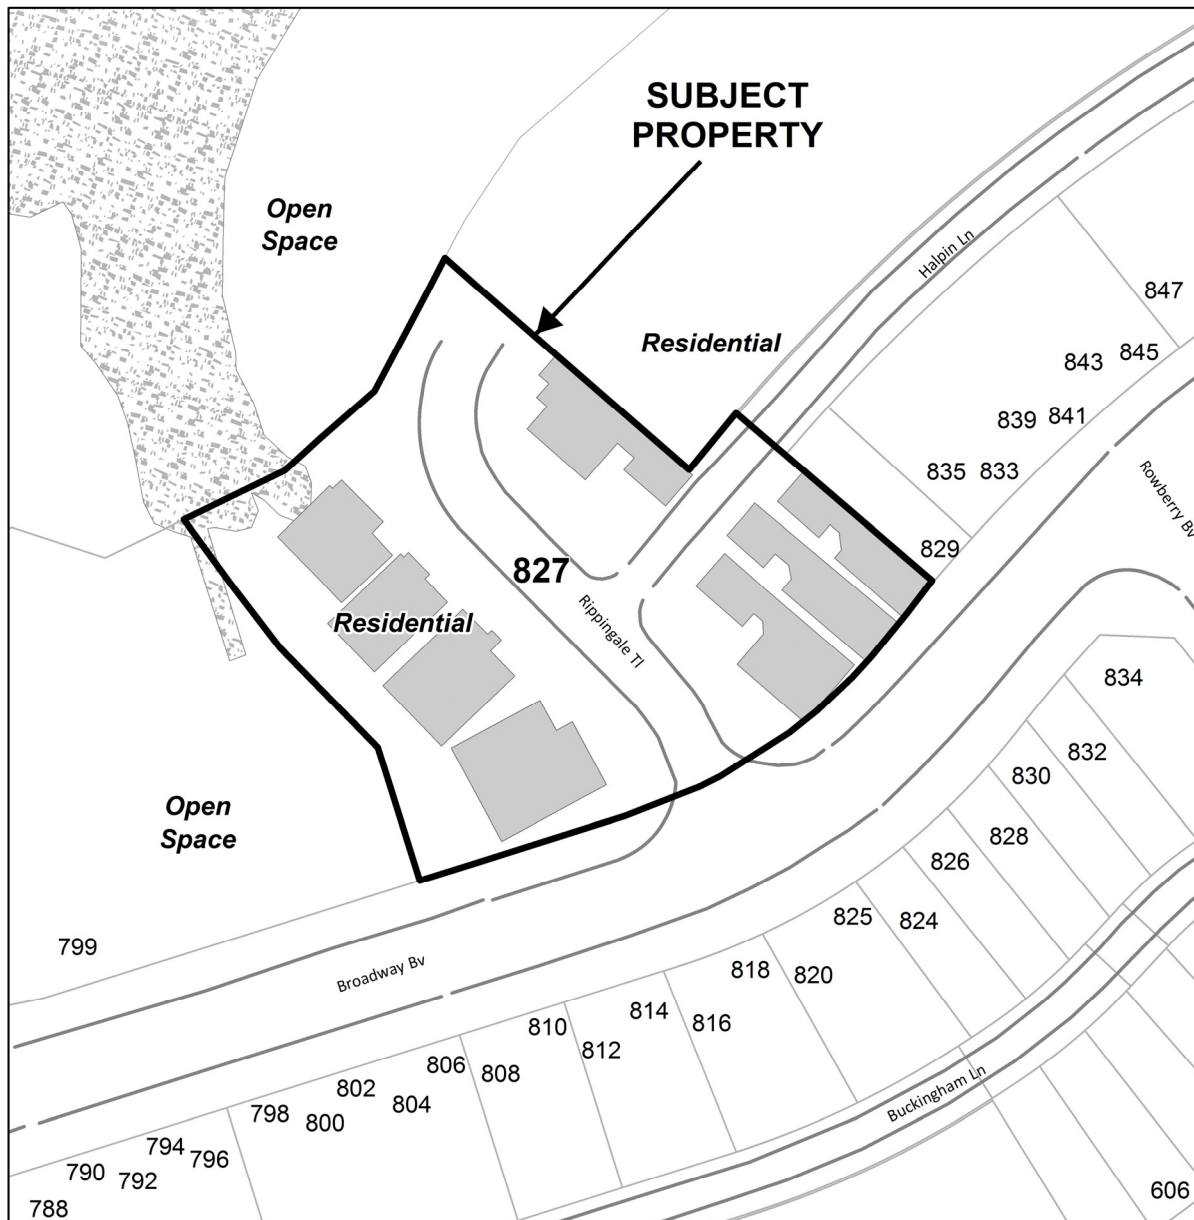 SUBJECT
PROPERTY
Open
Space
Halpin Ln
847
Residential
843
845
839
841
835
833
Rowberry Bv
829
827
Rippingale Tl
Residential
834
832
830
Open
Space
828
826
825
824
799
818
820
Broadway Bv
814
816
810
812
806
808
802
804
Buckingham Ln
798
800
794
796
790
792
606
788